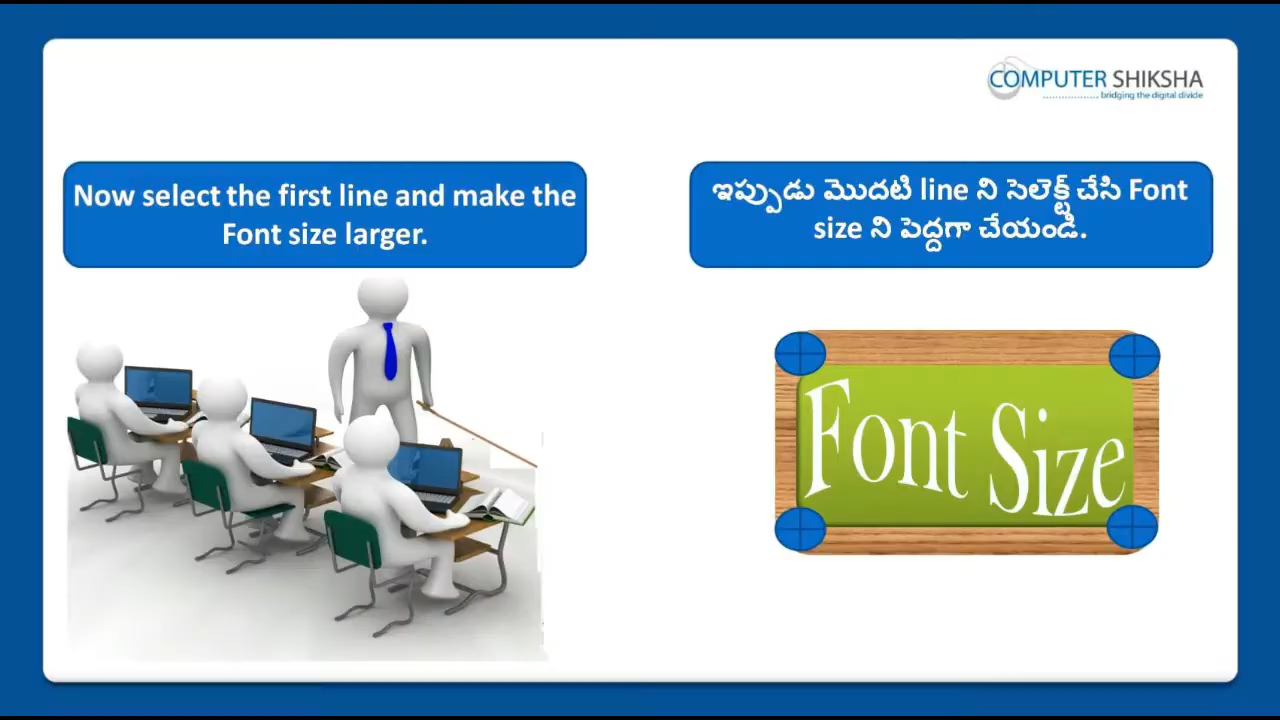 COMPUTER SHIKSHA
bridging the digital divide
Now select the first line and make the
Font size larger.
ఇప్పుడు మొదటి line ని సెలెక్ట్ చేసి Font
size ని పెద్దగా చేయండి.
Font Size